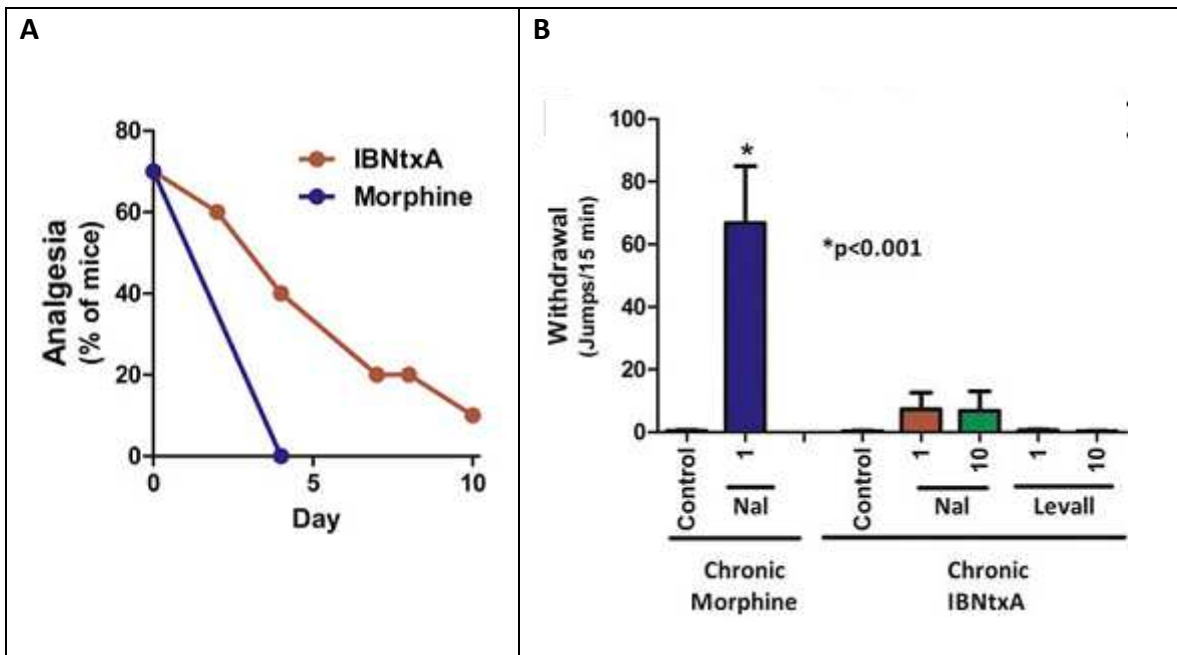 A
80
60
40
20
0
Analgesia
(% of mice)
IBNtxA
Morphine
0 5 10
Day
B
100
80
60
40
20
0
Withdrawal
(Jumps/15 min)
*
*p<0.001
Control 1 Control 1 10 1 10
Nal Nal Levall
Chronic
Morphine
Chronic
IBNtxA